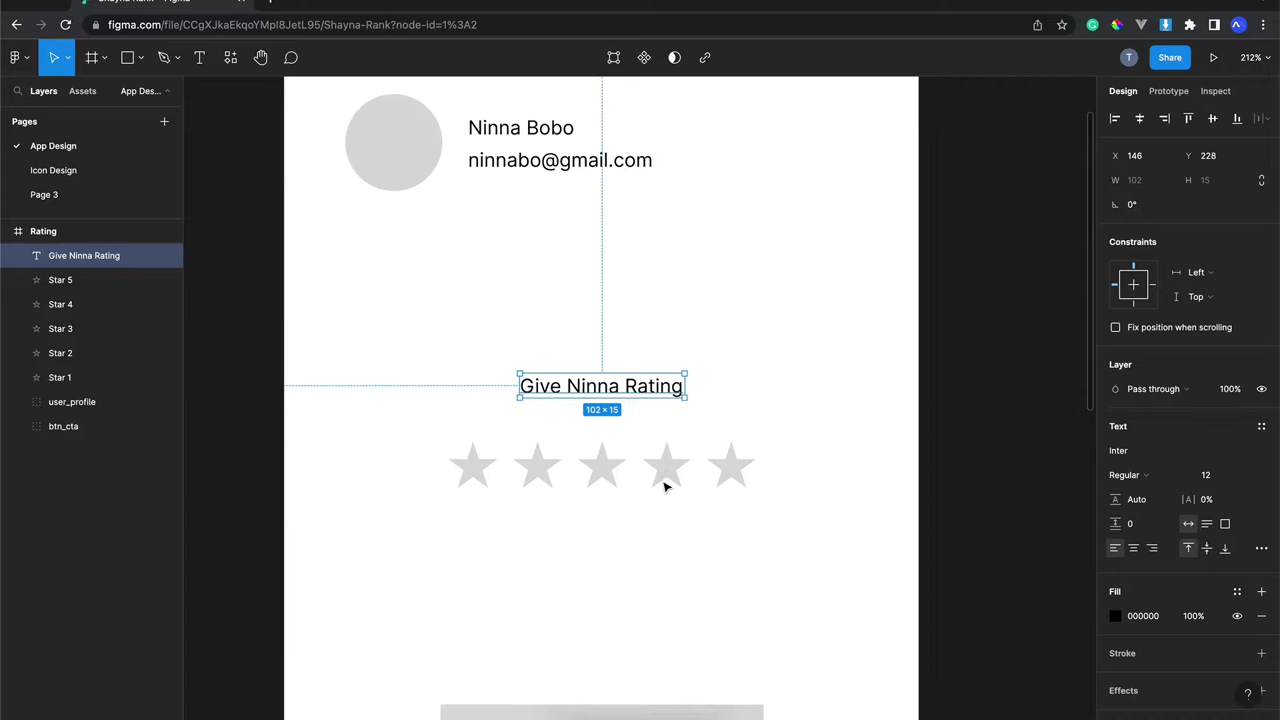 figma.com/file/CCgXJkaEkqoYMpl8JetL95/Shayna-Rank?node-id=1%3A2
212%
T
Share
Layers
Assets
App Des...
Design
Prototype
Inspect
Pages
App Design
Icon Design
Page 3
Rating
Give Ninna Rating
Star 5
Star 4
Star 3
Star 2
Star 1
user_profile
btn_cta
Ninna Bobo
ninnabo@gmail.com
Give Ninna Rating
102 × 15
X 146 Y 228
W 102 H 15
0°
Constraints
Left
Top
Fix position when scrolling
Layer
Pass through 100%
Text
Inter
Regular 12
Auto |A| 0%
0
Fill
000000 100%
Stroke
Effects
?